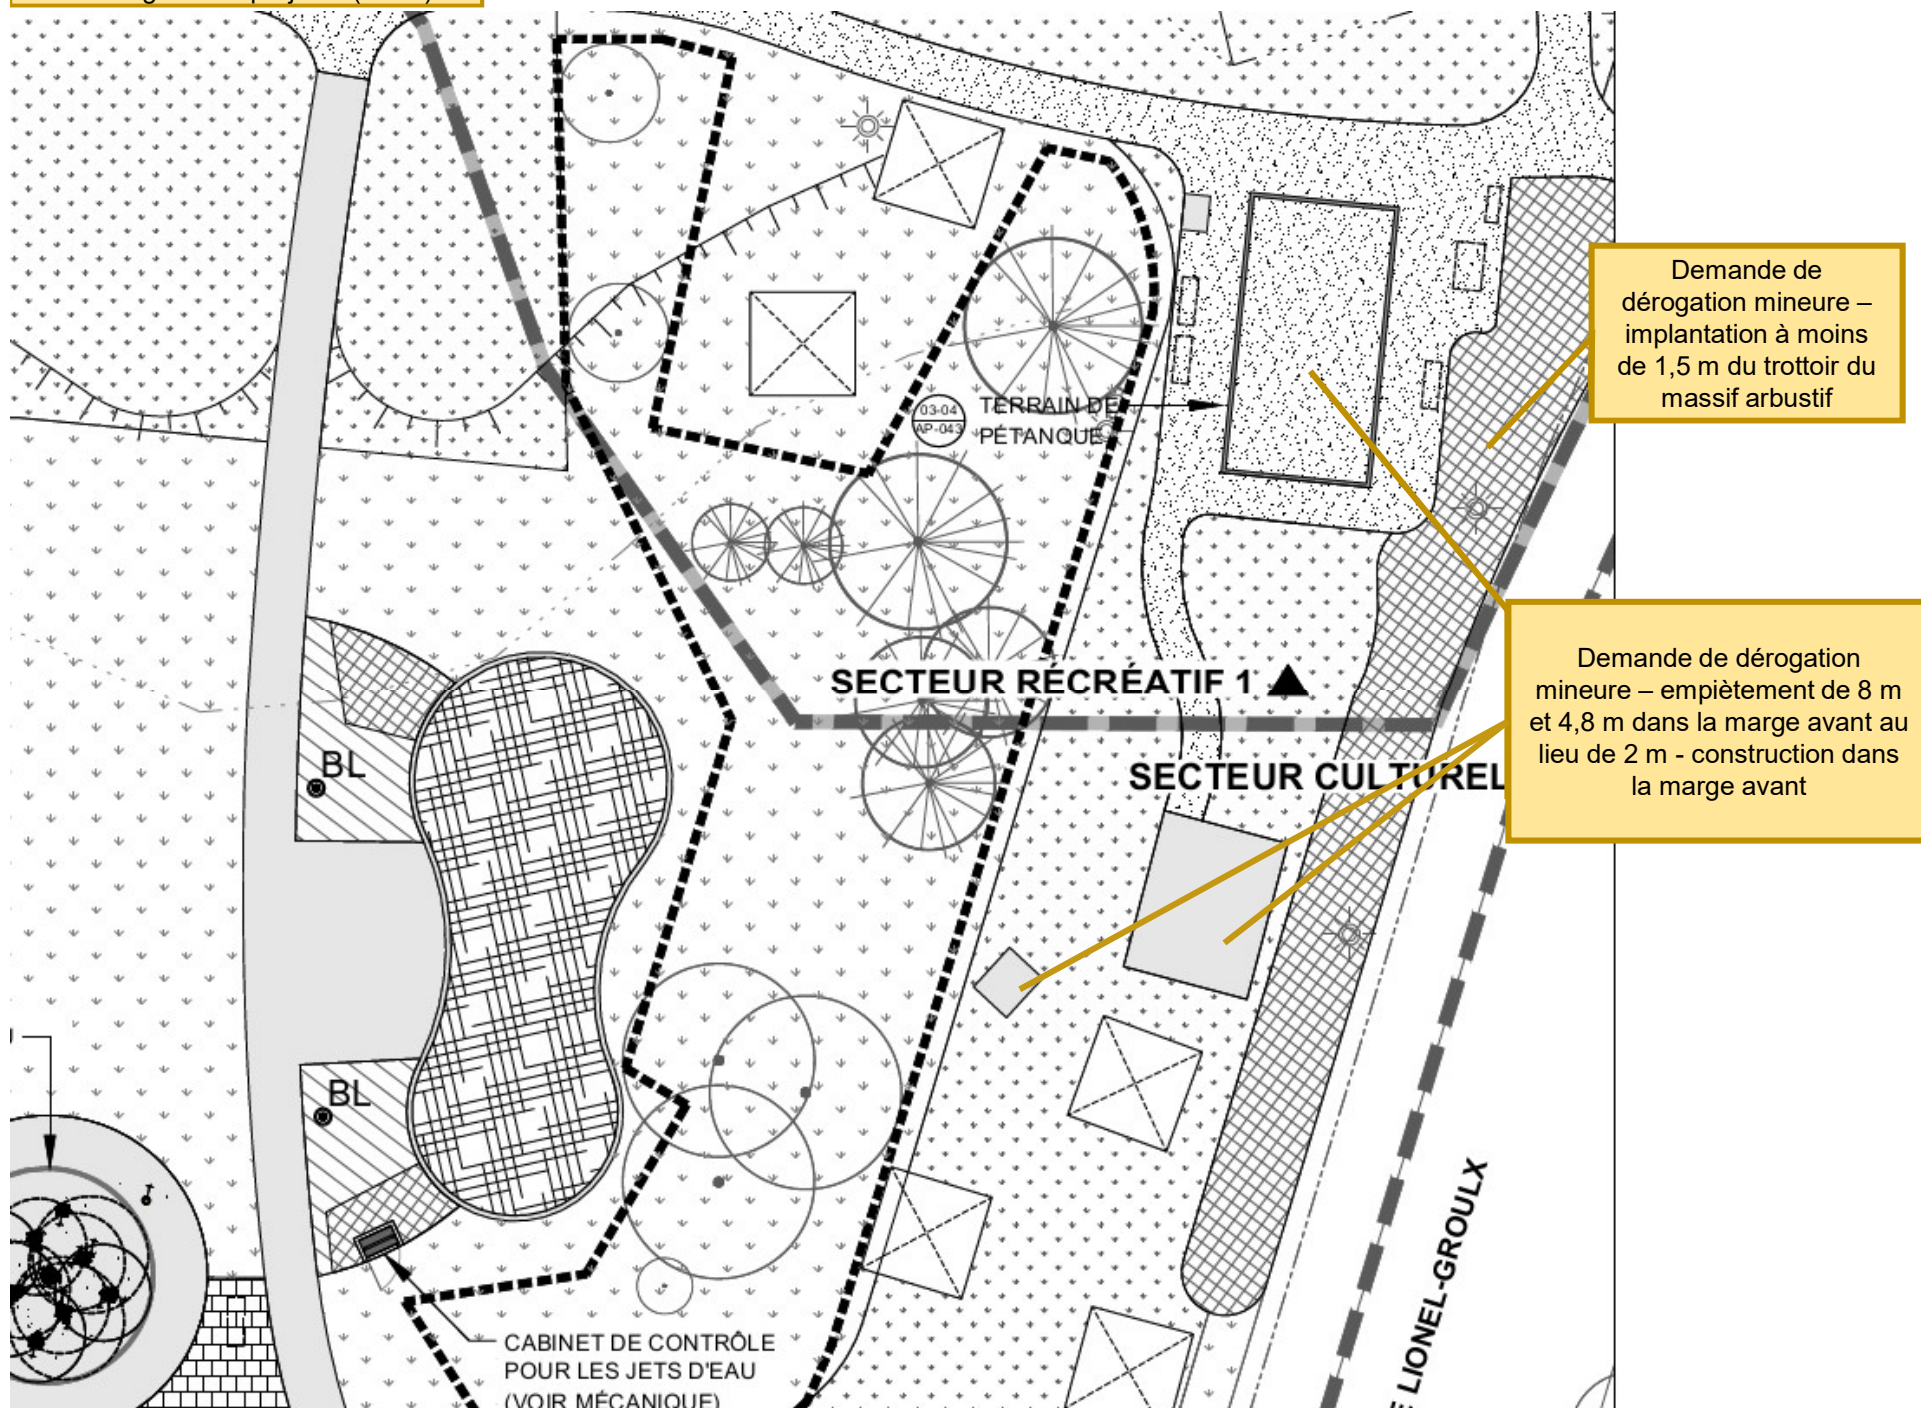 Demande de
dérogation mineure –
implantation à moins
de 1,5 m du trottoir du
massif arbustif
03-04
AP-043
TERRAIN DE
PÉTANQUE
Demande de dérogation
mineure – empiètement de 8 m
et 4,8 m dans la marge avant au
lieu de 2 m - construction dans
la marge avant
SECTEUR RÉCRÉATIF 1
SECTEUR CULTUREL
BL
BL
CABINET DE CONTRÔLE
POUR LES JETS D'EAU
(VOIR MÉCANIQUE)
LIONEL-GROULX